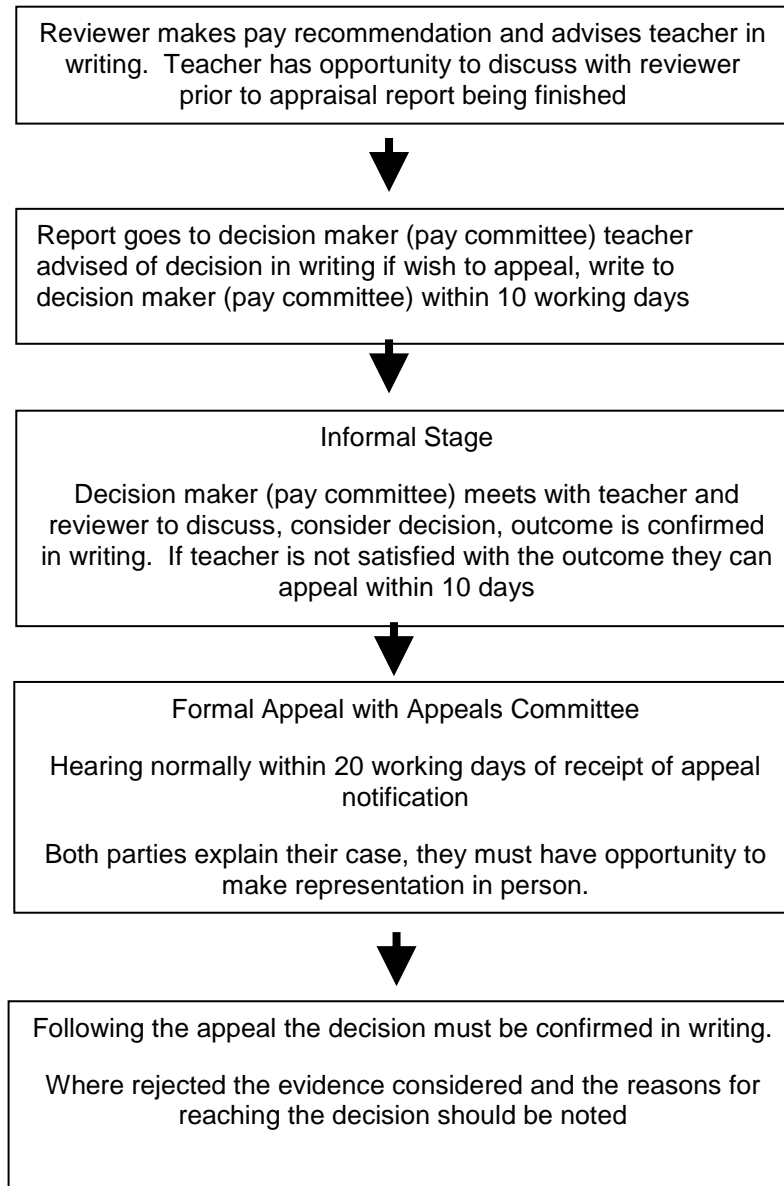 Reviewer makes pay recommendation and advises teacher in
writing.  Teacher has opportunity to discuss with reviewer
prior to appraisal report being finished
Report goes to decision maker (pay committee) teacher
advised of decision in writing if wish to appeal, write to
decision maker (pay committee) within 10 working days
Informal Stage
Decision maker (pay committee) meets with teacher and
reviewer to discuss, consider decision, outcome is confirmed
in writing.  If teacher is not satisfied with the outcome they can
appeal within 10 days
Formal Appeal with Appeals Committee
Hearing normally within 20 working days of receipt of appeal
notification
Both parties explain their case, they must have opportunity to
make representation in person.
Following the appeal the decision must be confirmed in writing.
Where rejected the evidence considered and the reasons for
reaching the decision should be noted